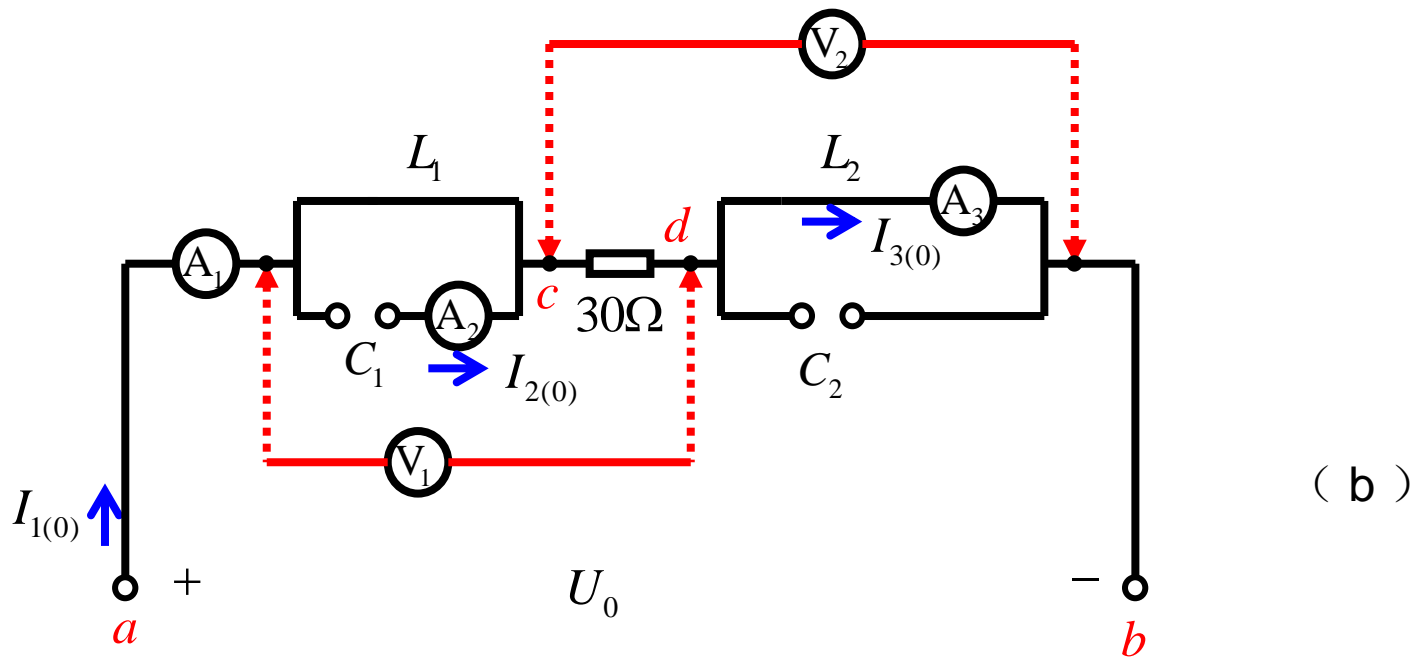 V₂
L₁
L₂
A₃
d
I₃₍₀₎
A₁
c
30Ω
A₂
C₁
I₂₍₀₎
C₂
V₁
（b）
I₁₍₀₎
+
U₀
−
a
b